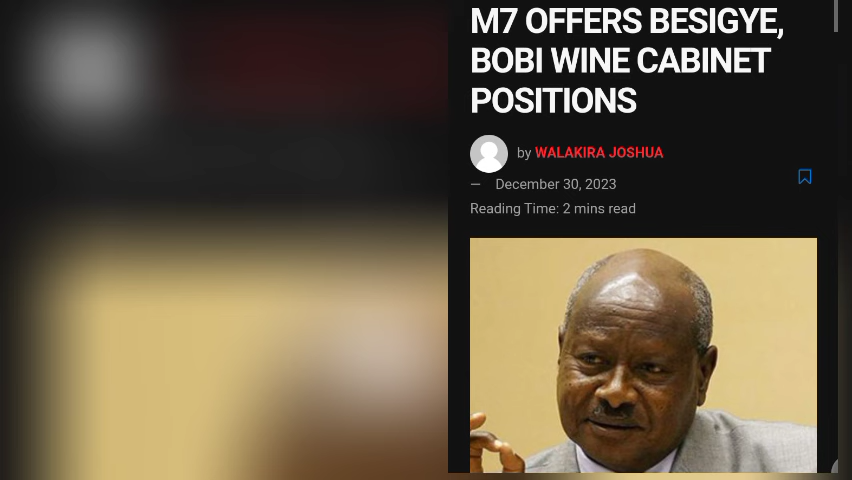 M7 OFFERS BESIGYE,
BOBI WINE CABINET
POSITIONS
by WALAKIRA JOSHUA
— December 30, 2023
Reading Time: 2 mins read